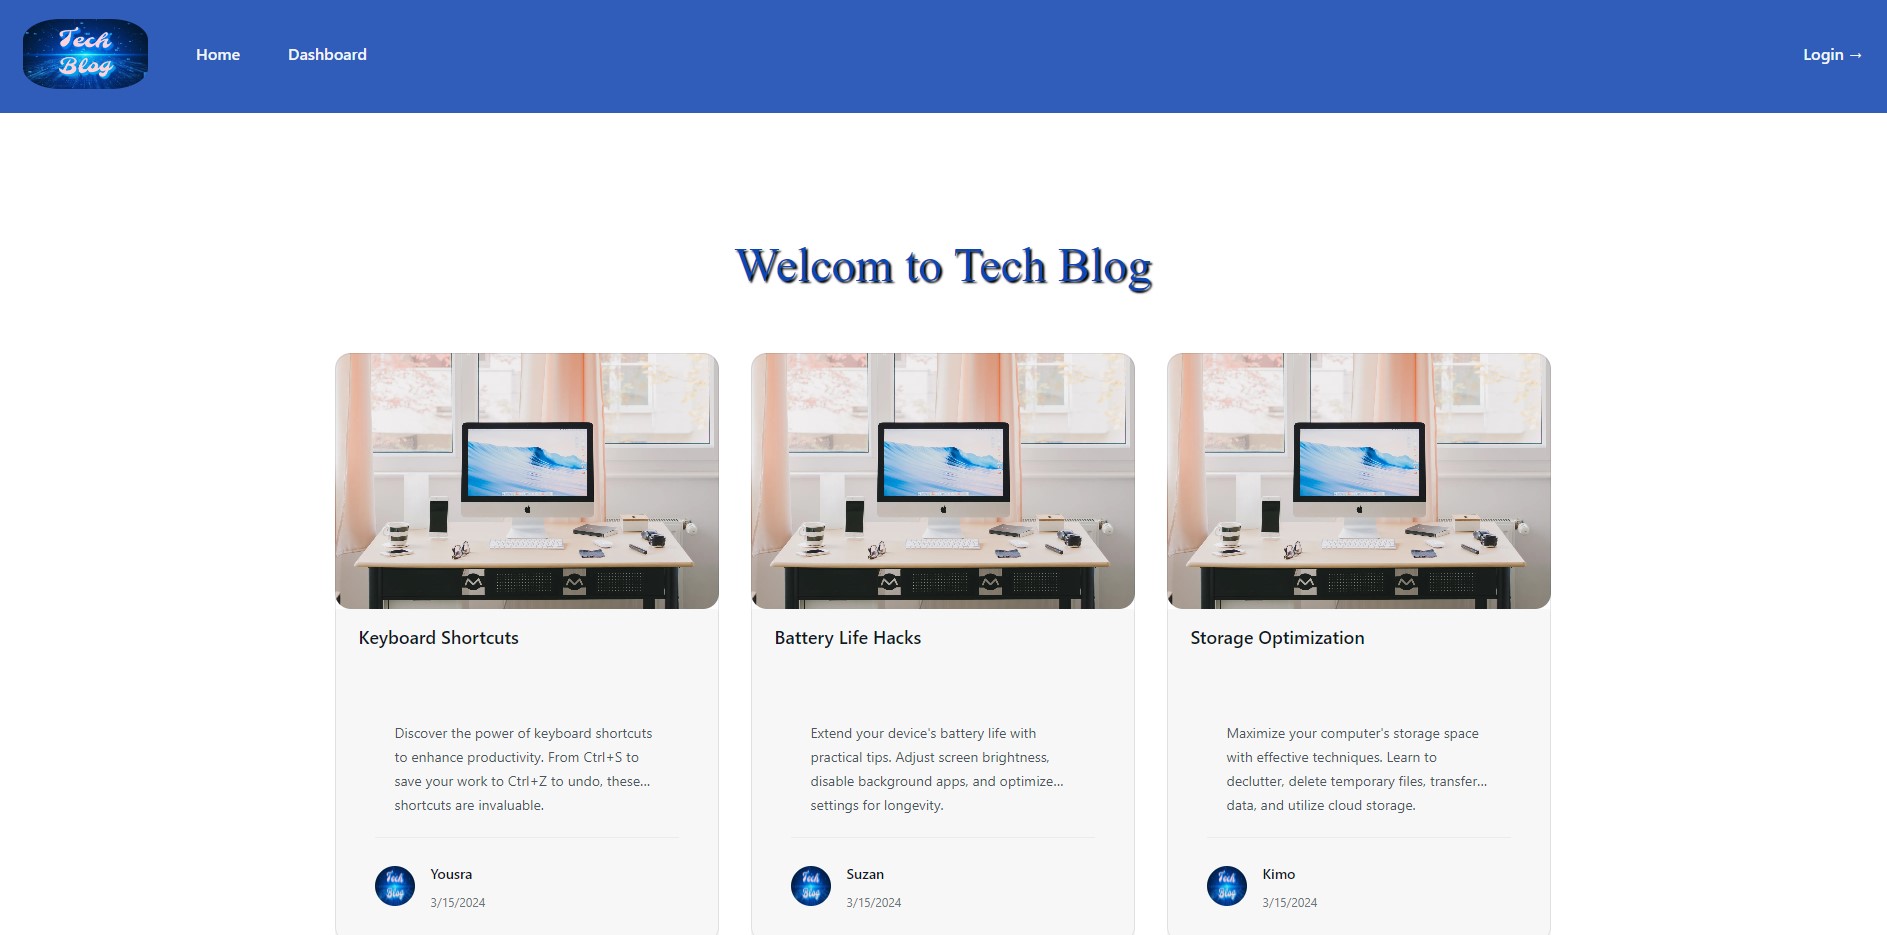 Tech
Blog
Home
Dashboard
Login →
Welcom to Tech Blog
Keyboard Shortcuts
Discover the power of keyboard shortcuts
to enhance productivity. From Ctrl+S to
save your work to Ctrl+Z to undo, these...
shortcuts are invaluable.
Yousra
3/15/2024
Battery Life Hacks
Extend your device's battery life with
practical tips. Adjust screen brightness,
disable background apps, and optimize...
settings for longevity.
Suzan
3/15/2024
Storage Optimization
Maximize your computer's storage space
with effective techniques. Learn to
declutter, delete temporary files, transfer...
data, and utilize cloud storage.
Kimo
3/15/2024
Tech
Blog
Tech
Blog
Tech
Blog